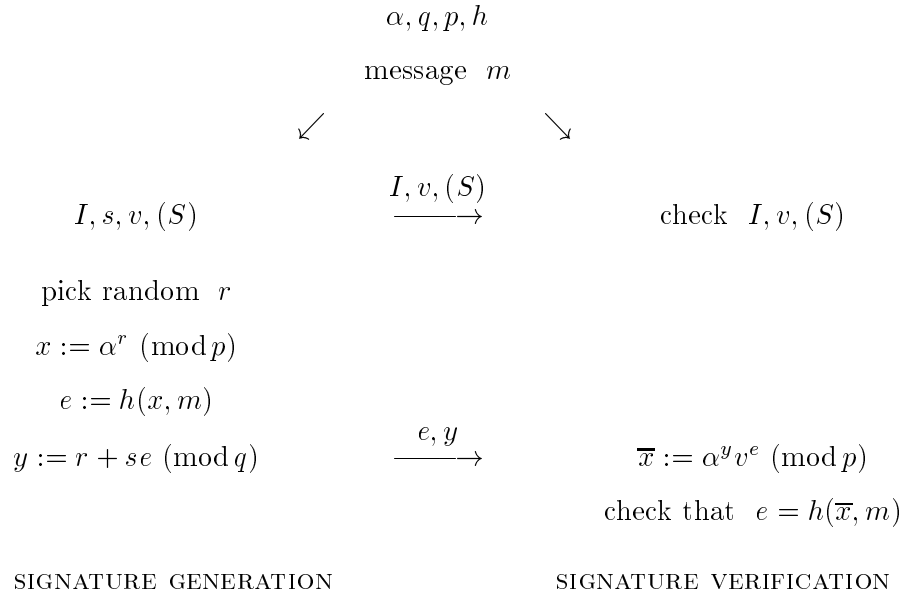 α, q, p, h
message m
↙ ↘
I, s, v, (S) I, v, (S) ⟶ check I, v, (S)
pick random r
x := α^r (mod p)
e := h(x, m)
y := r + se (mod q) e, y ⟶ x̅ := α^y v^e (mod p)
check that e = h(x̅, m)
SIGNATURE GENERATION SIGNATURE VERIFICATION